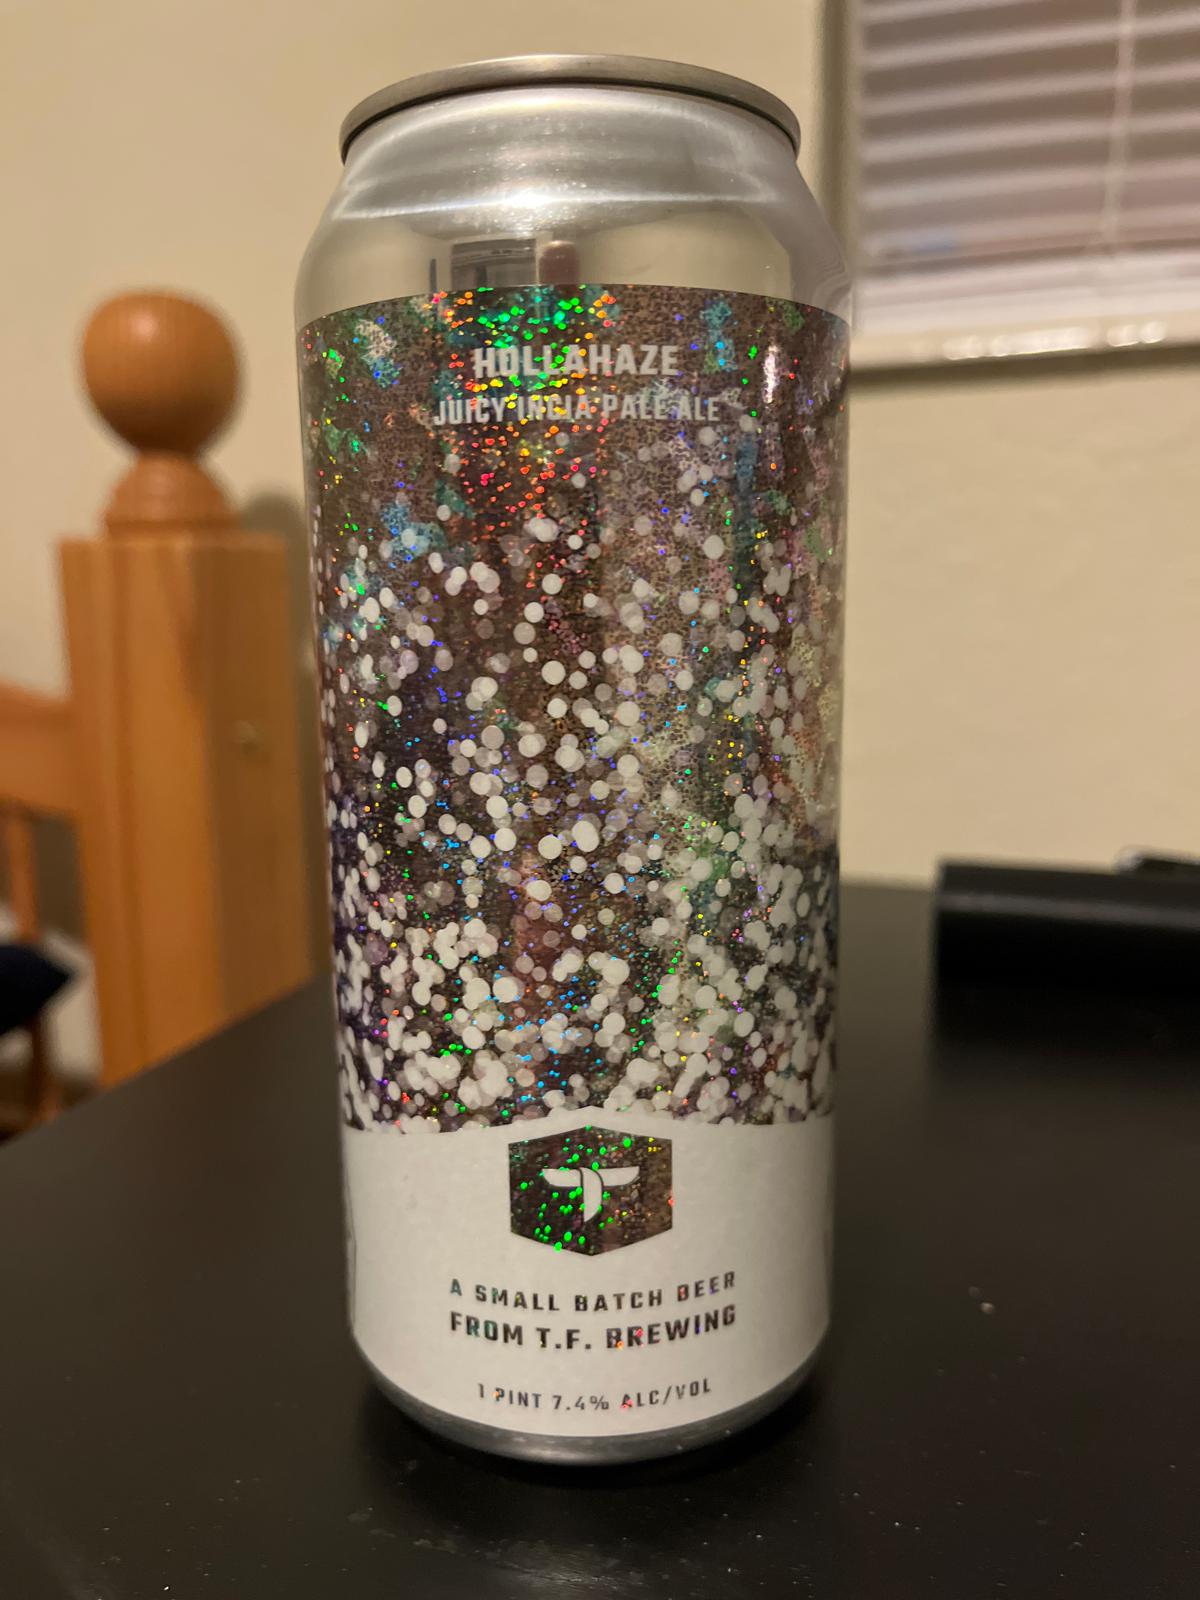 HOLLAHAZE
JUICY INDIA PALE ALE
T
A SMALL BATCH BEER
FROM T.F. BREWING
1 PINT 7.4% ALC/VOL